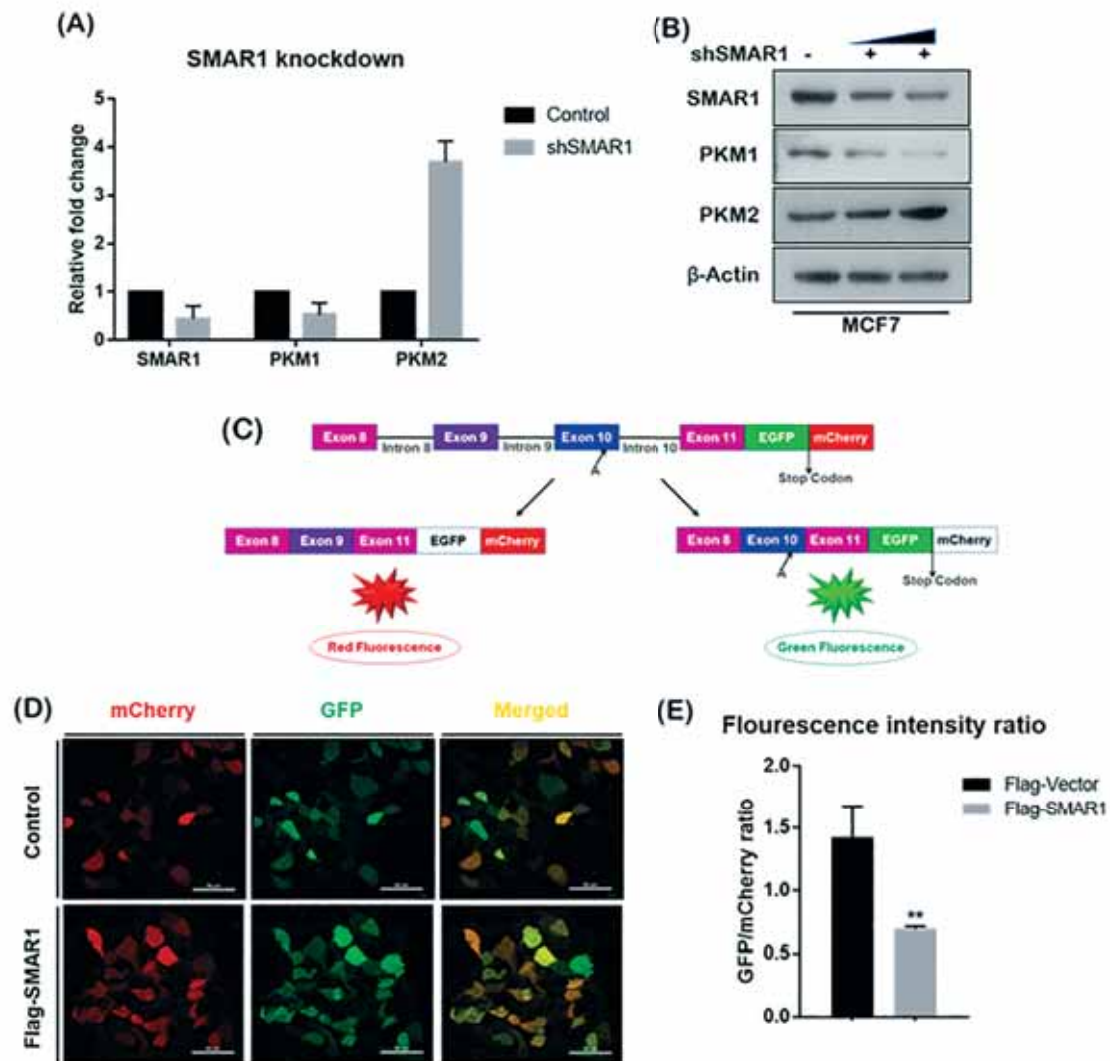 (A)
SMAR1 knockdown
Relative fold change
5
4
3
2
1
0
SMAR1 PKM1 PKM2
Control
shSMAR1
(B)
shSMAR1 - + +
SMAR1
PKM1
PKM2
β-Actin
MCF7
(C)
Exon 8 Intron 8 Exon 9 Intron 9 Exon 10 Intron 10 Exon 11 EGFP mCherry
A
Stop Codon
Exon 8 Exon 9 Exon 11 EGFP mCherry
Red Fluorescence
Exon 8 Exon 10 Exon 11 EGFP mCherry
A
Stop Codon
Green Fluorescence
(D)
mCherry GFP Merged
Control
Flag-SMAR1
(E)
Flourescence intensity ratio
GFP/mCherry ratio
2.0
1.5
1.0
0.5
0.0
**
Flag-Vector
Flag-SMAR1